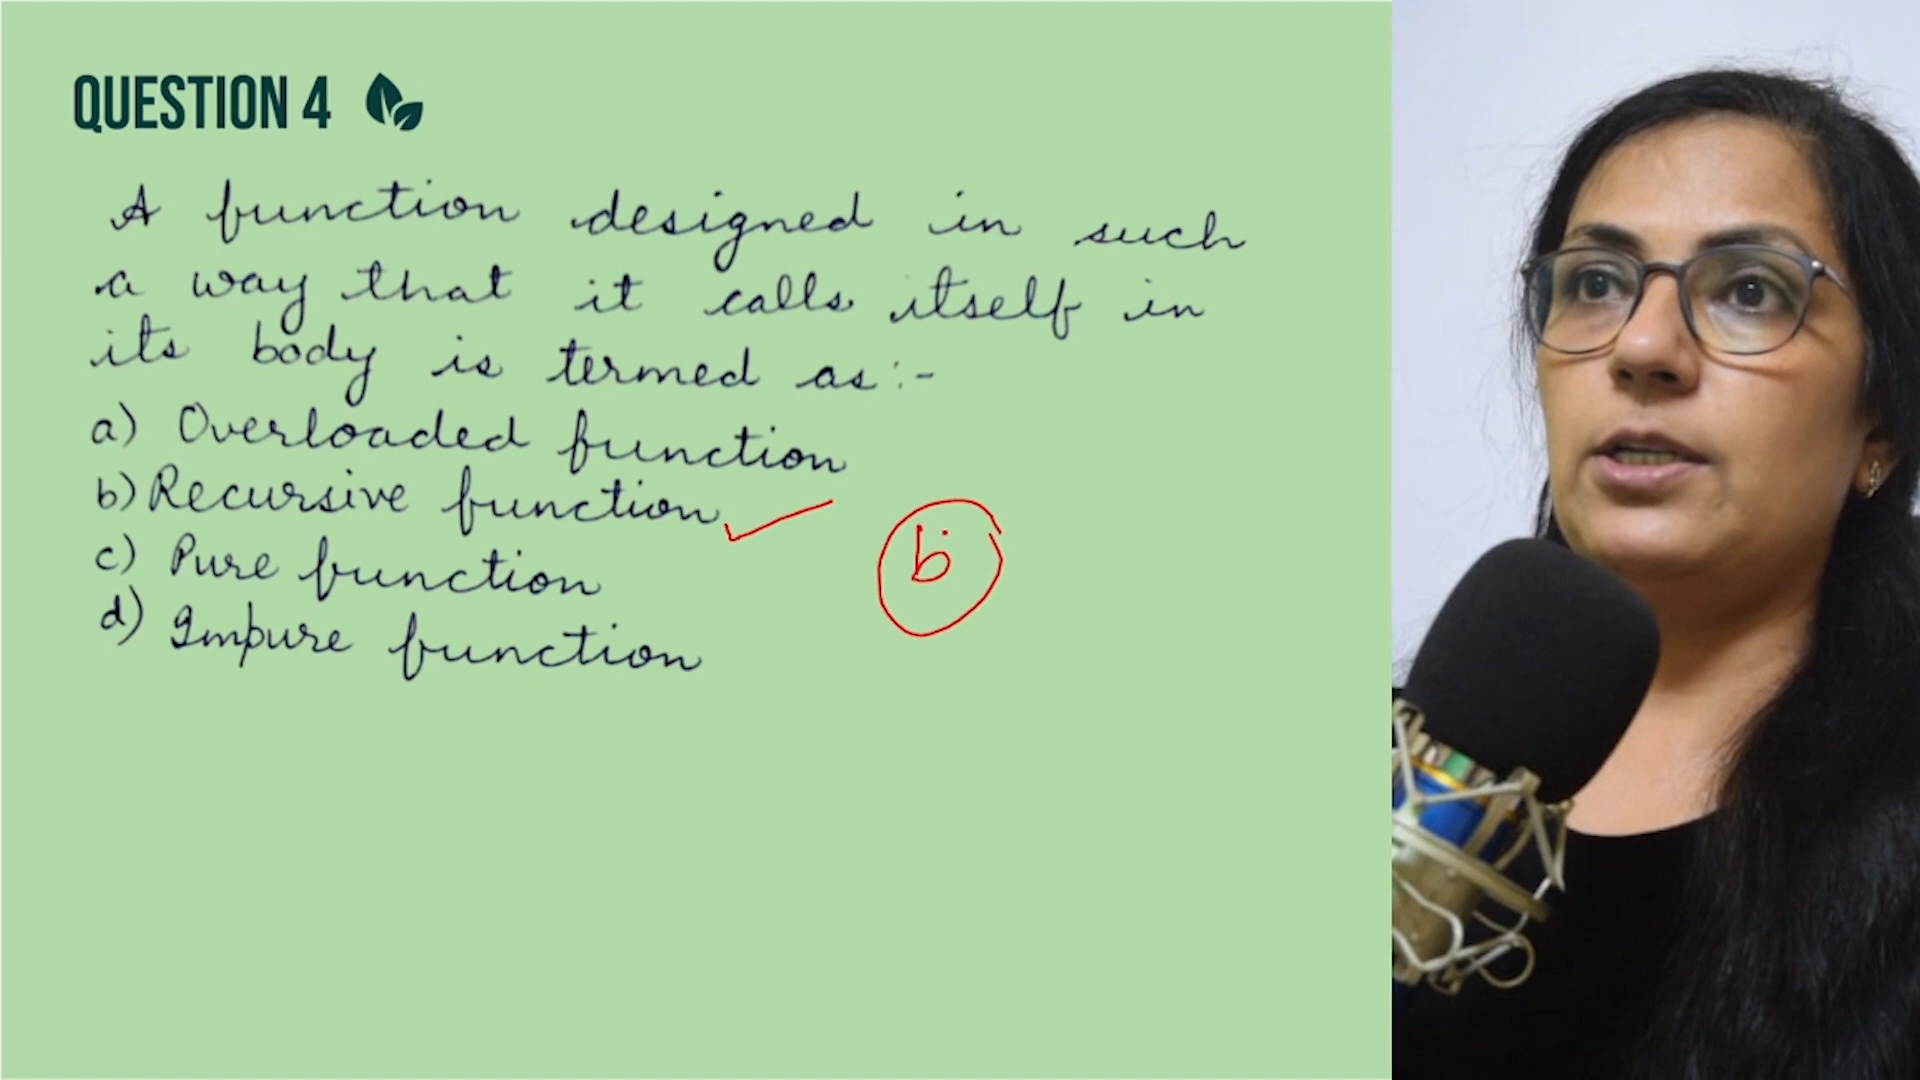 QUESTION 4
A function designed in such
a way that it calls itself in
its body is termed as:-
a) Overloaded function
b) Recursive function
b
c) Pure function
d) Impure function